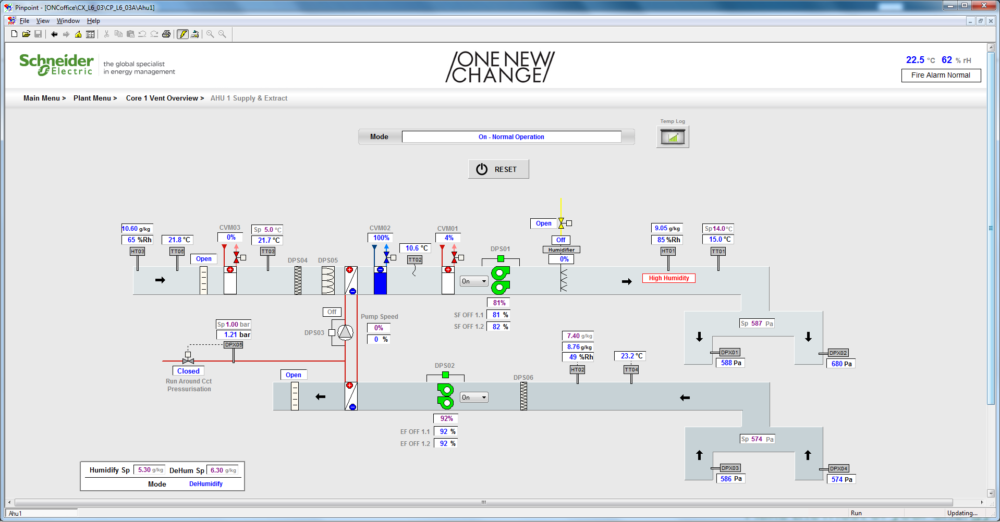 Pinpoint - [ONCoffice\CX_L6_03\CP_L6_03A\Ahu1]
File View Window Help
Schneider Electric
the global specialist
in energy management
/ONE NEW/
/CHANGE/
22.5 °C 62 % rH
Fire Alarm Normal
Main Menu > Plant Menu > Core 1 Vent Overview > AHU 1 Supply & Extract
Temp Log
Mode On - Normal Operation
RESET
10.60 g/kg
65 %Rh
HT03
21.8 °C
TT05
Open
CVM03
0%
Sp 5.0 °C
21.7 °C
TT03
DPS04
DPS05
CVM02
100%
10.6 °C
TT02
CVM01
4%
On
DPS01
Open
Off
Humidifier
0%
9.05 g/kg
85 %Rh
HT01
High Humidity
Sp 14.0 °C
15.0 °C
TT01
81%
SF OFF 1.1 81 %
SF OFF 1.2 82 %
Off
DPS03
Pump Speed
0%
0 %
Sp 1.00 bar
1.21 bar
DPX05
Closed
Run Around Cct
Pressurisation
Sp 587 Pa
DPX01
588 Pa
DPX02
680 Pa
7.40 g/kg
8.76 g/kg
49 %Rh
HT02
23.2 °C
TT04
Open
DPS02
On
DPS06
92%
EF OFF 1.1 92 %
EF OFF 1.2 92 %
Sp 574 Pa
DPX03
586 Pa
DPX04
574 Pa
Humidify Sp 5.30 g/kg DeHum Sp 6.30 g/kg
Mode DeHumidify
Ahu1 Run Updating...